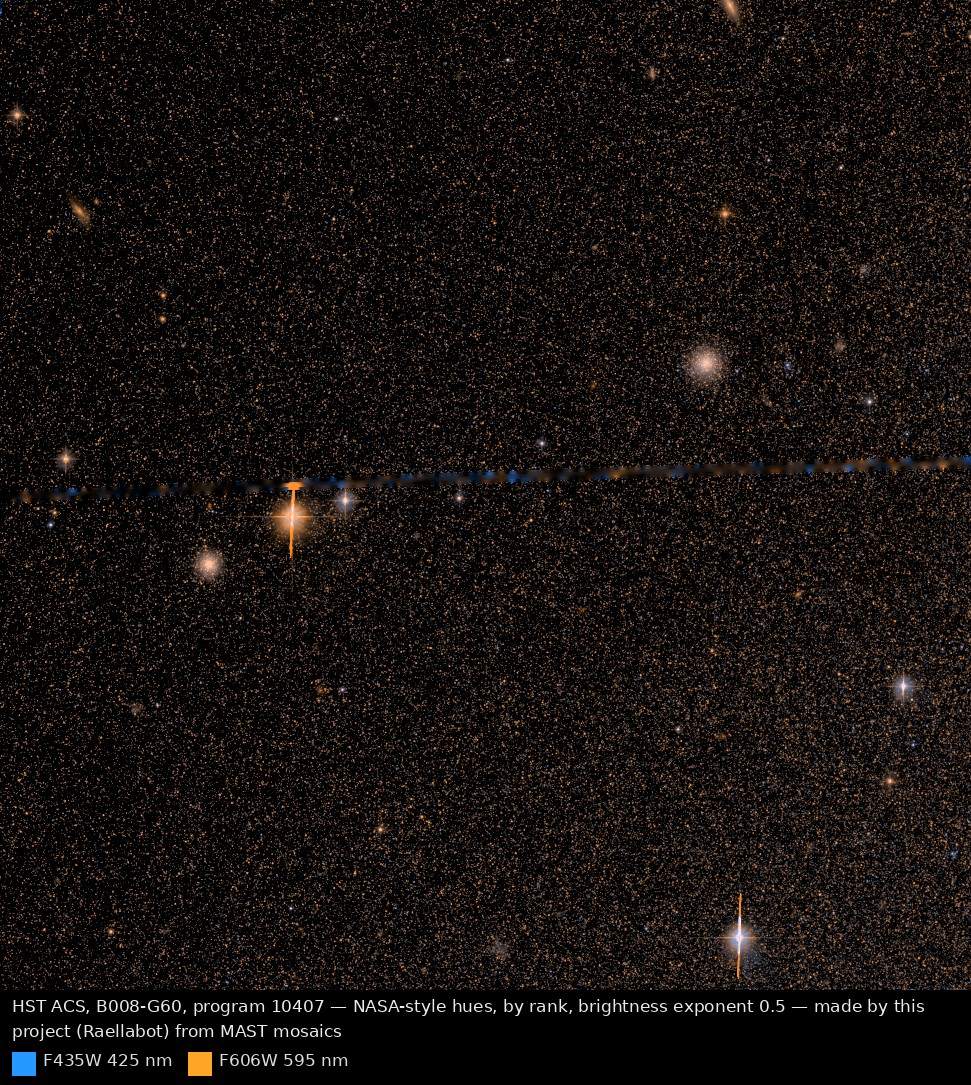 HST ACS, B008-G60, program 10407 — NASA-style hues, by rank, brightness exponent 0.5 — made by this
project (Raellabot) from MAST mosaics
F435W 425 nm F606W 595 nm